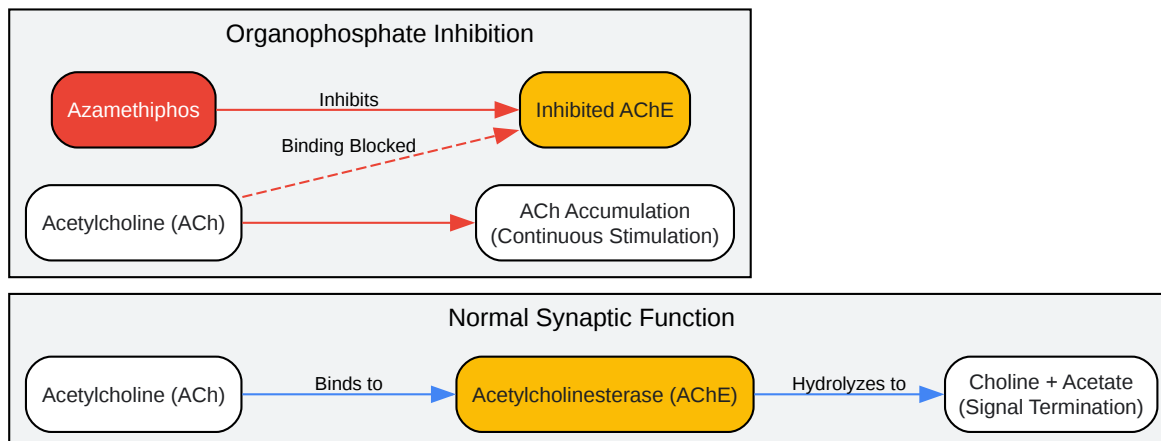 Organophosphate Inhibition
Azamethiphos
Inhibits
Inhibited AChE
Binding Blocked
Acetylcholine (ACh)
ACh Accumulation
(Continuous Stimulation)
Normal Synaptic Function
Acetylcholine (ACh)
Binds to
Acetylcholinesterase (AChE)
Hydrolyzes to
Choline + Acetate
(Signal Termination)